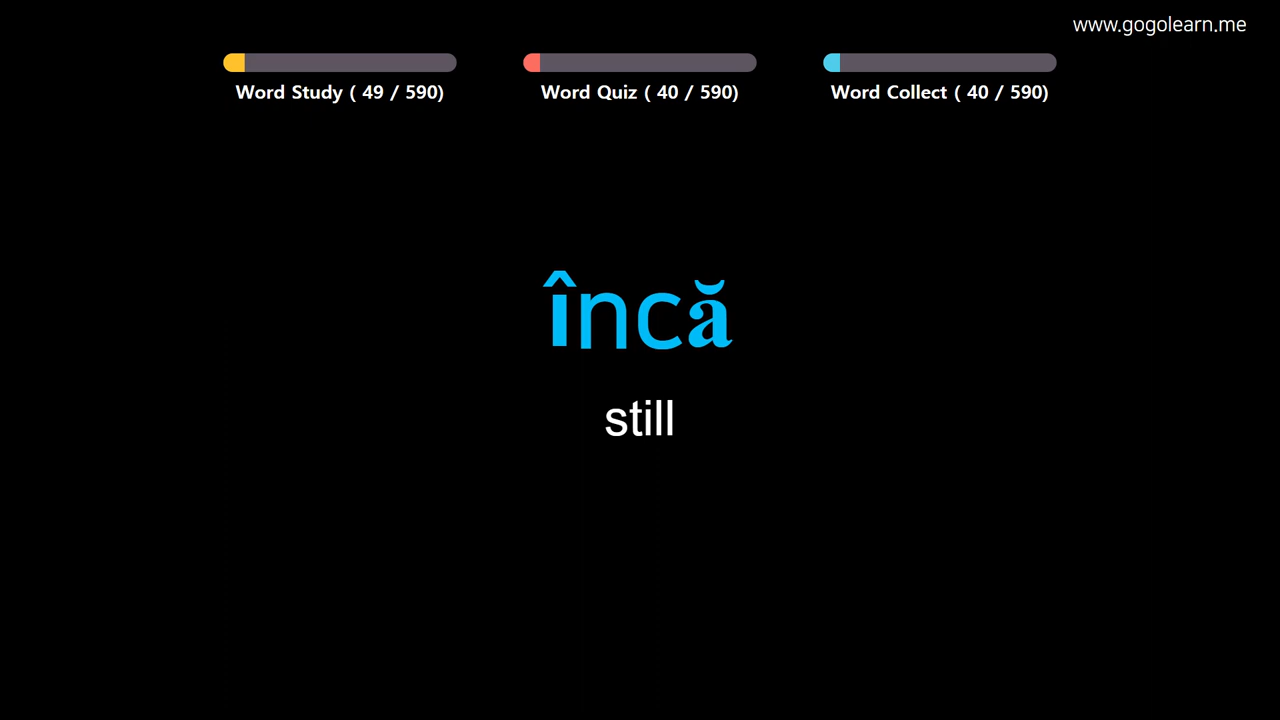 www.gogolearn.me
Word Study ( 49 / 590)
Word Quiz ( 40 / 590)
Word Collect ( 40 / 590)
încă
still